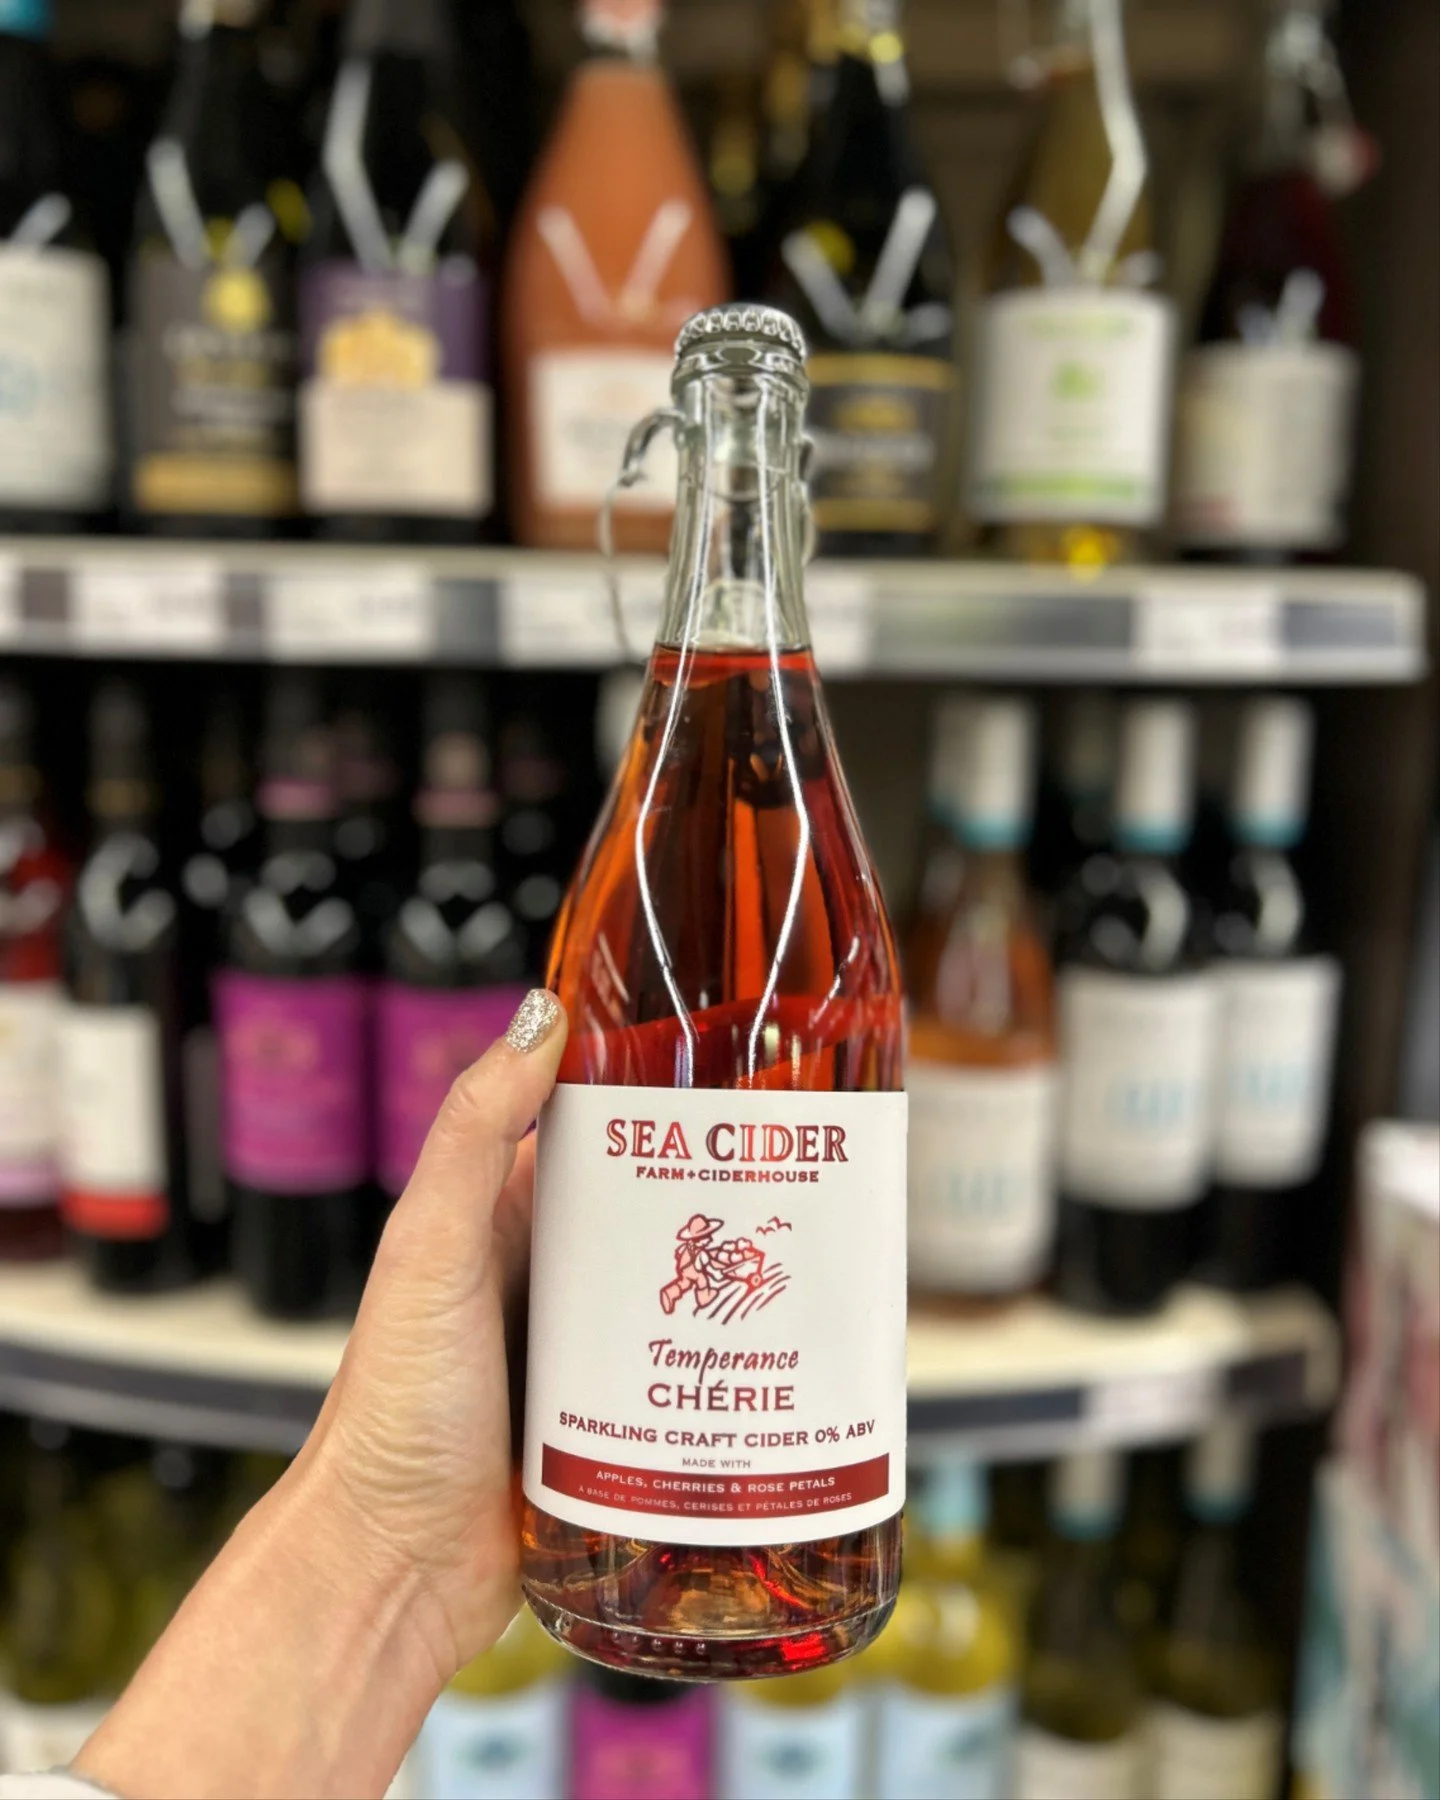 SEA CIDER
FARM+CIDERHOUSE
Temperance
CHÉRIE
SPARKLING CRAFT CIDER 0% ABV
MADE WITH
APPLES, CHERRIES & ROSE PETALS
À BASE DE POMMES, CERISES ET PÉTALES DE ROSES